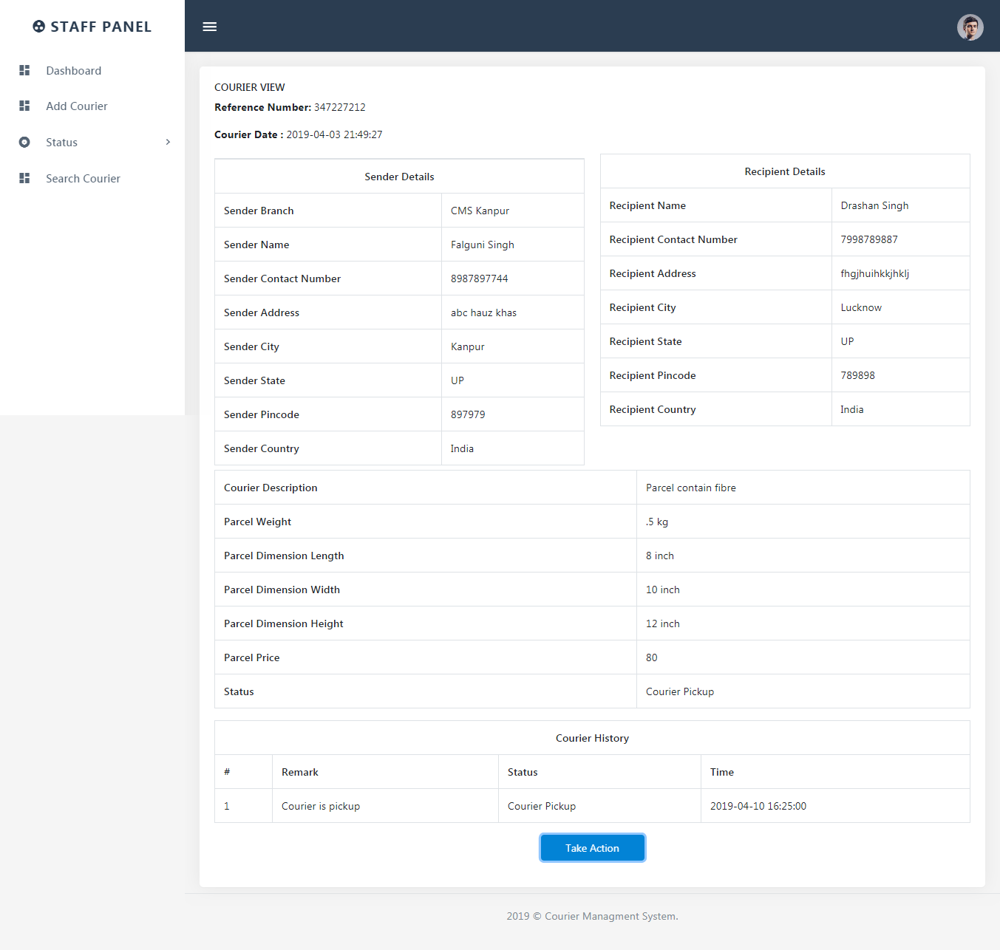 STAFF PANEL
Dashboard
Add Courier
Status
Search Courier
COURIER VIEW
Reference Number: 347227212
Courier Date : 2019-04-03 21:49:27
Sender Details
Sender Branch CMS Kanpur
Sender Name Falguni Singh
Sender Contact Number 8987897744
Sender Address abc hauz khas
Sender City Kanpur
Sender State UP
Sender Pincode 897979
Sender Country India
Recipient Details
Recipient Name Drashan Singh
Recipient Contact Number 7998789887
Recipient Address fhgjhuihkkjhklj
Recipient City Lucknow
Recipient State UP
Recipient Pincode 789898
Recipient Country India
Courier Description Parcel contain fibre
Parcel Weight .5 kg
Parcel Dimension Length 8 inch
Parcel Dimension Width 10 inch
Parcel Dimension Height 12 inch
Parcel Price 80
Status Courier Pickup
Courier History
# Remark Status Time
1 Courier is pickup Courier Pickup 2019-04-10 16:25:00
Take Action
2019 © Courier Managment System.